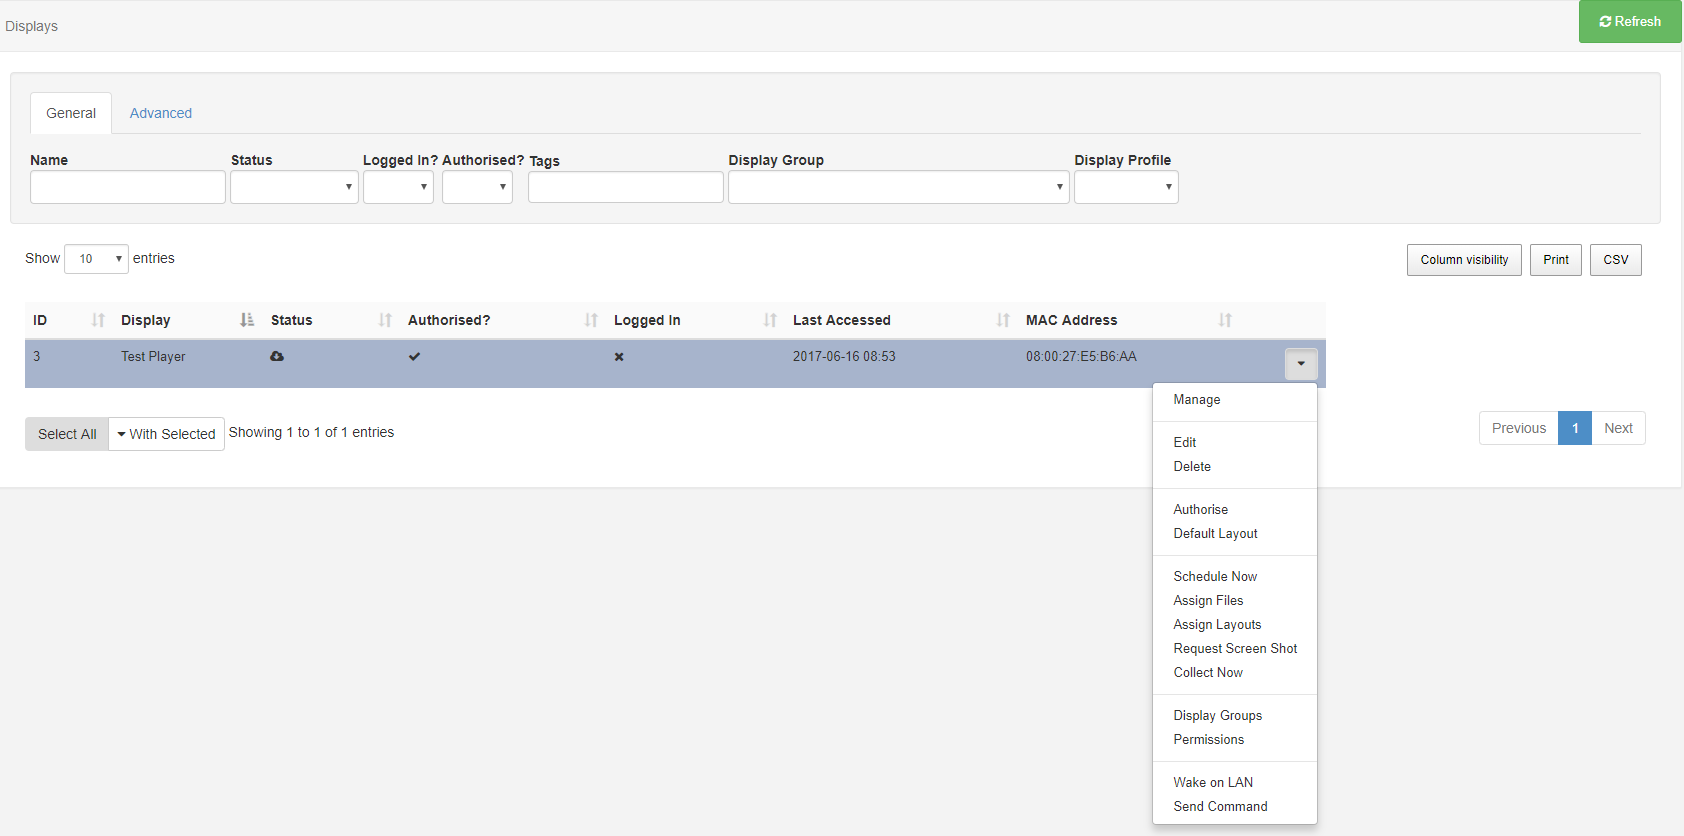 Displays
Refresh
General Advanced
Name Status Logged In? Authorised? Tags Display Group Display Profile
Show 10 entries
Column visibility Print CSV
ID Display Status Authorised? Logged In Last Accessed MAC Address
3 Test Player 2017-06-16 08:53 08:00:27:E5:B6:AA
Select All With Selected Showing 1 to 1 of 1 entries
Previous 1 Next
Manage
Edit
Delete
Authorise
Default Layout
Schedule Now
Assign Files
Assign Layouts
Request Screen Shot
Collect Now
Display Groups
Permissions
Wake on LAN
Send Command